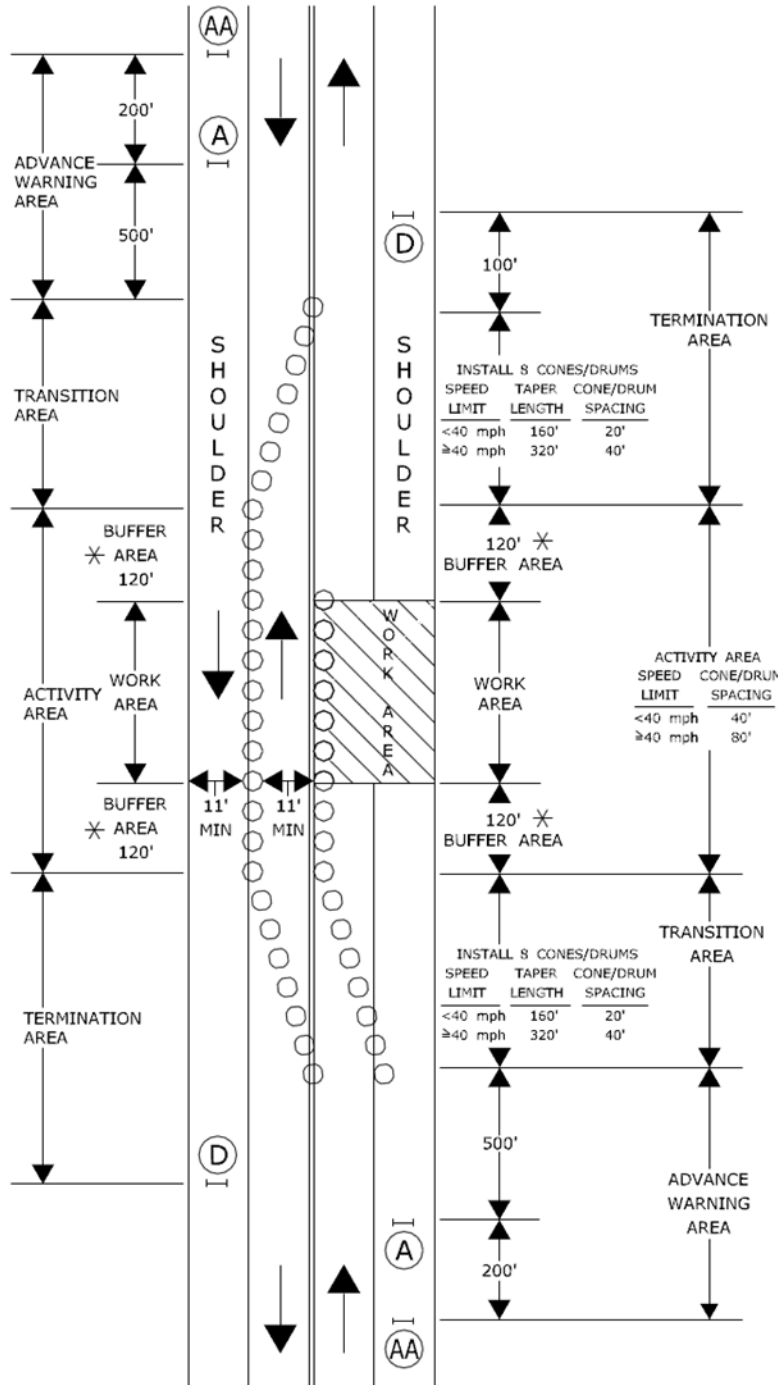 AA
200'
A
ADVANCE
WARNING
AREA
500'
D
100'
TERMINATION
AREA
SHOULDER
SHOULDER
INSTALL 8 CONES/DRUMS
SPEED TAPER CONE/DRUM
LIMIT LENGTH SPACING
<40 mph 160' 20'
≧40 mph 320' 40'
TRANSITION
AREA
BUFFER
* AREA
120'
120' *
BUFFER AREA
WORK AREA
WORK
AREA
ACTIVITY
AREA
WORK
AREA
ACTIVITY AREA
SPEED CONE/DRUM
LIMIT SPACING
<40 mph 40'
≧40 mph 80'
11'
MIN
11'
MIN
BUFFER
* AREA
120'
120' *
BUFFER AREA
TRANSITION
AREA
INSTALL 8 CONES/DRUMS
SPEED TAPER CONE/DRUM
LIMIT LENGTH SPACING
<40 mph 160' 20'
≧40 mph 320' 40'
TERMINATION
AREA
D
500'
ADVANCE
WARNING
AREA
A
200'
AA